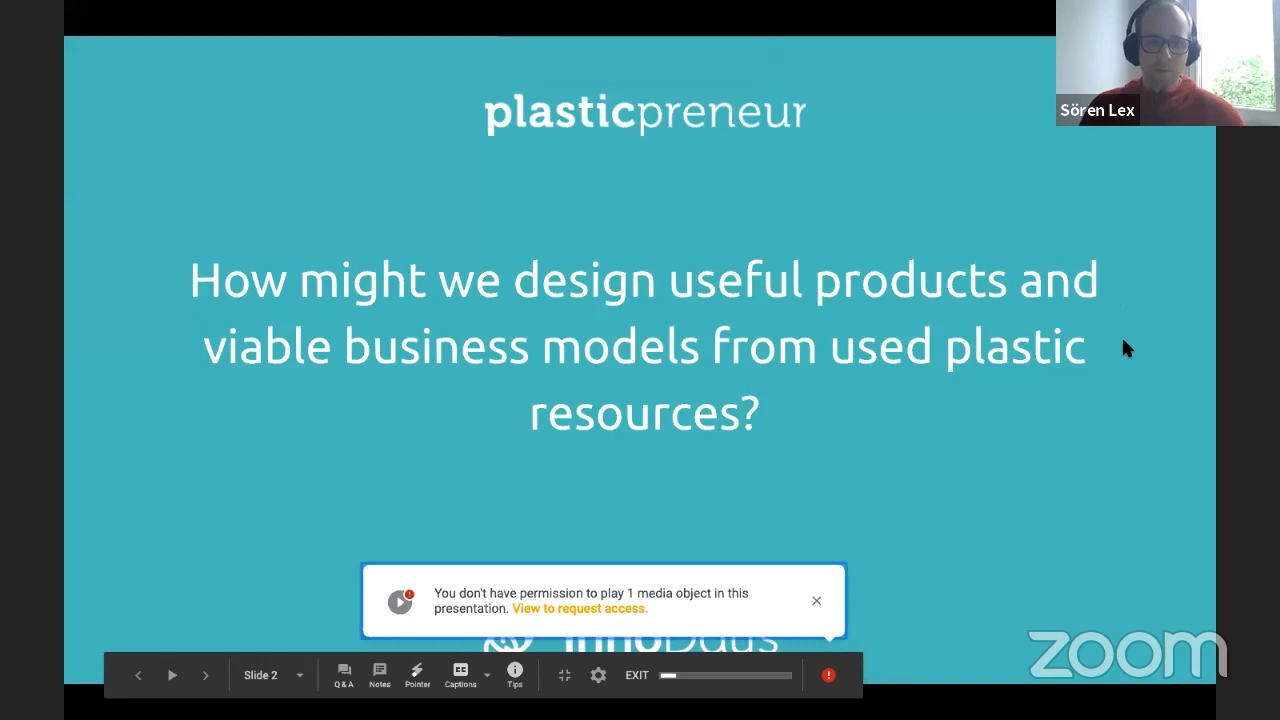 plasticpreneur
Sören Lex
How might we design useful products and
viable business models from used plastic
resources?
You don't have permission to play 1 media object in this
presentation. View to request access.
InnoDays
Slide 2
Q&A
Notes
Pointer
CC
Captions
Tips
EXIT
zoom